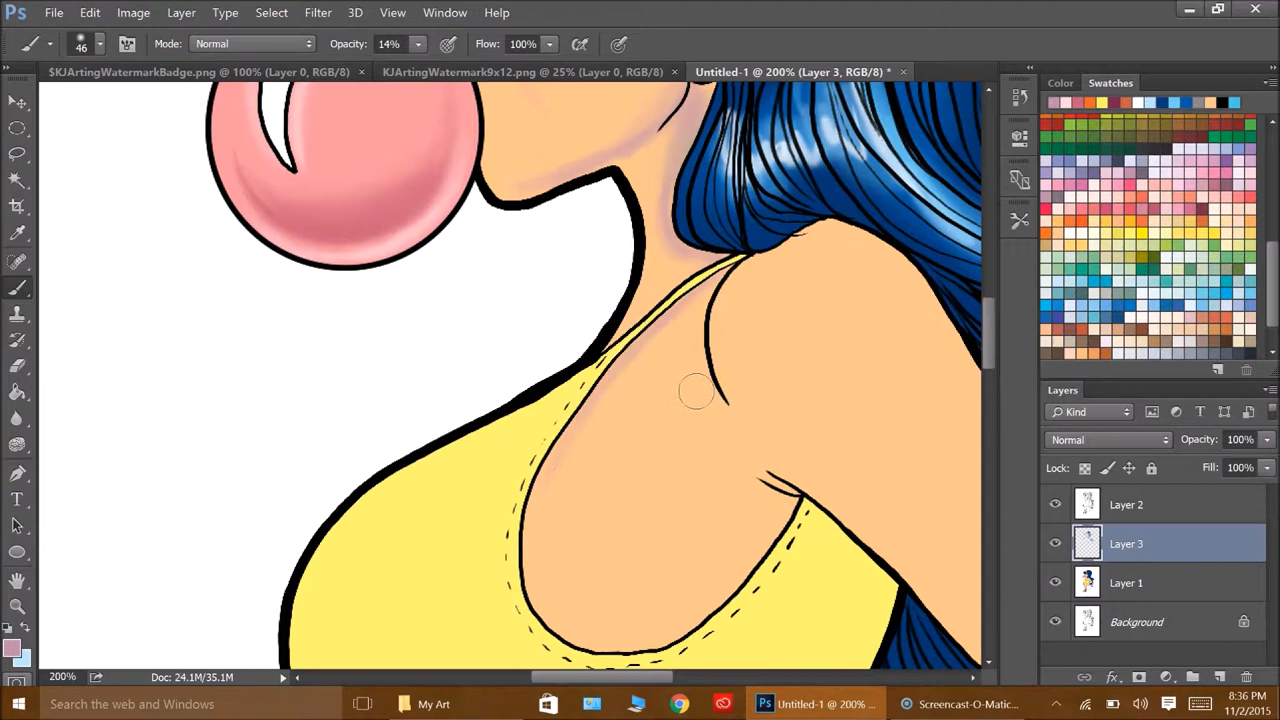 Ps File Edit Image Layer Type Select Filter 3D View Window Help
46 Mode: Normal Opacity: 14% Flow: 100%
$KJArtingWatermarkBadge.png @ 100% (Layer 0, RGB/8) × KJArtingWatermark9x12.png @ 25% (Layer 0, RGB/8) × Untitled-1 @ 200% (Layer 3, RGB/8) * ×
Color Swatches
Layers
Kind
Normal Opacity: 100%
Lock: Fill: 100%
Layer 2
Layer 3
Layer 1
Background
200% Doc: 24.1M/35.1M
Search the web and Windows My Art Ps Untitled-1 @ 200% ... Screencast-O-Matic... 8:36 PM
11/2/2015